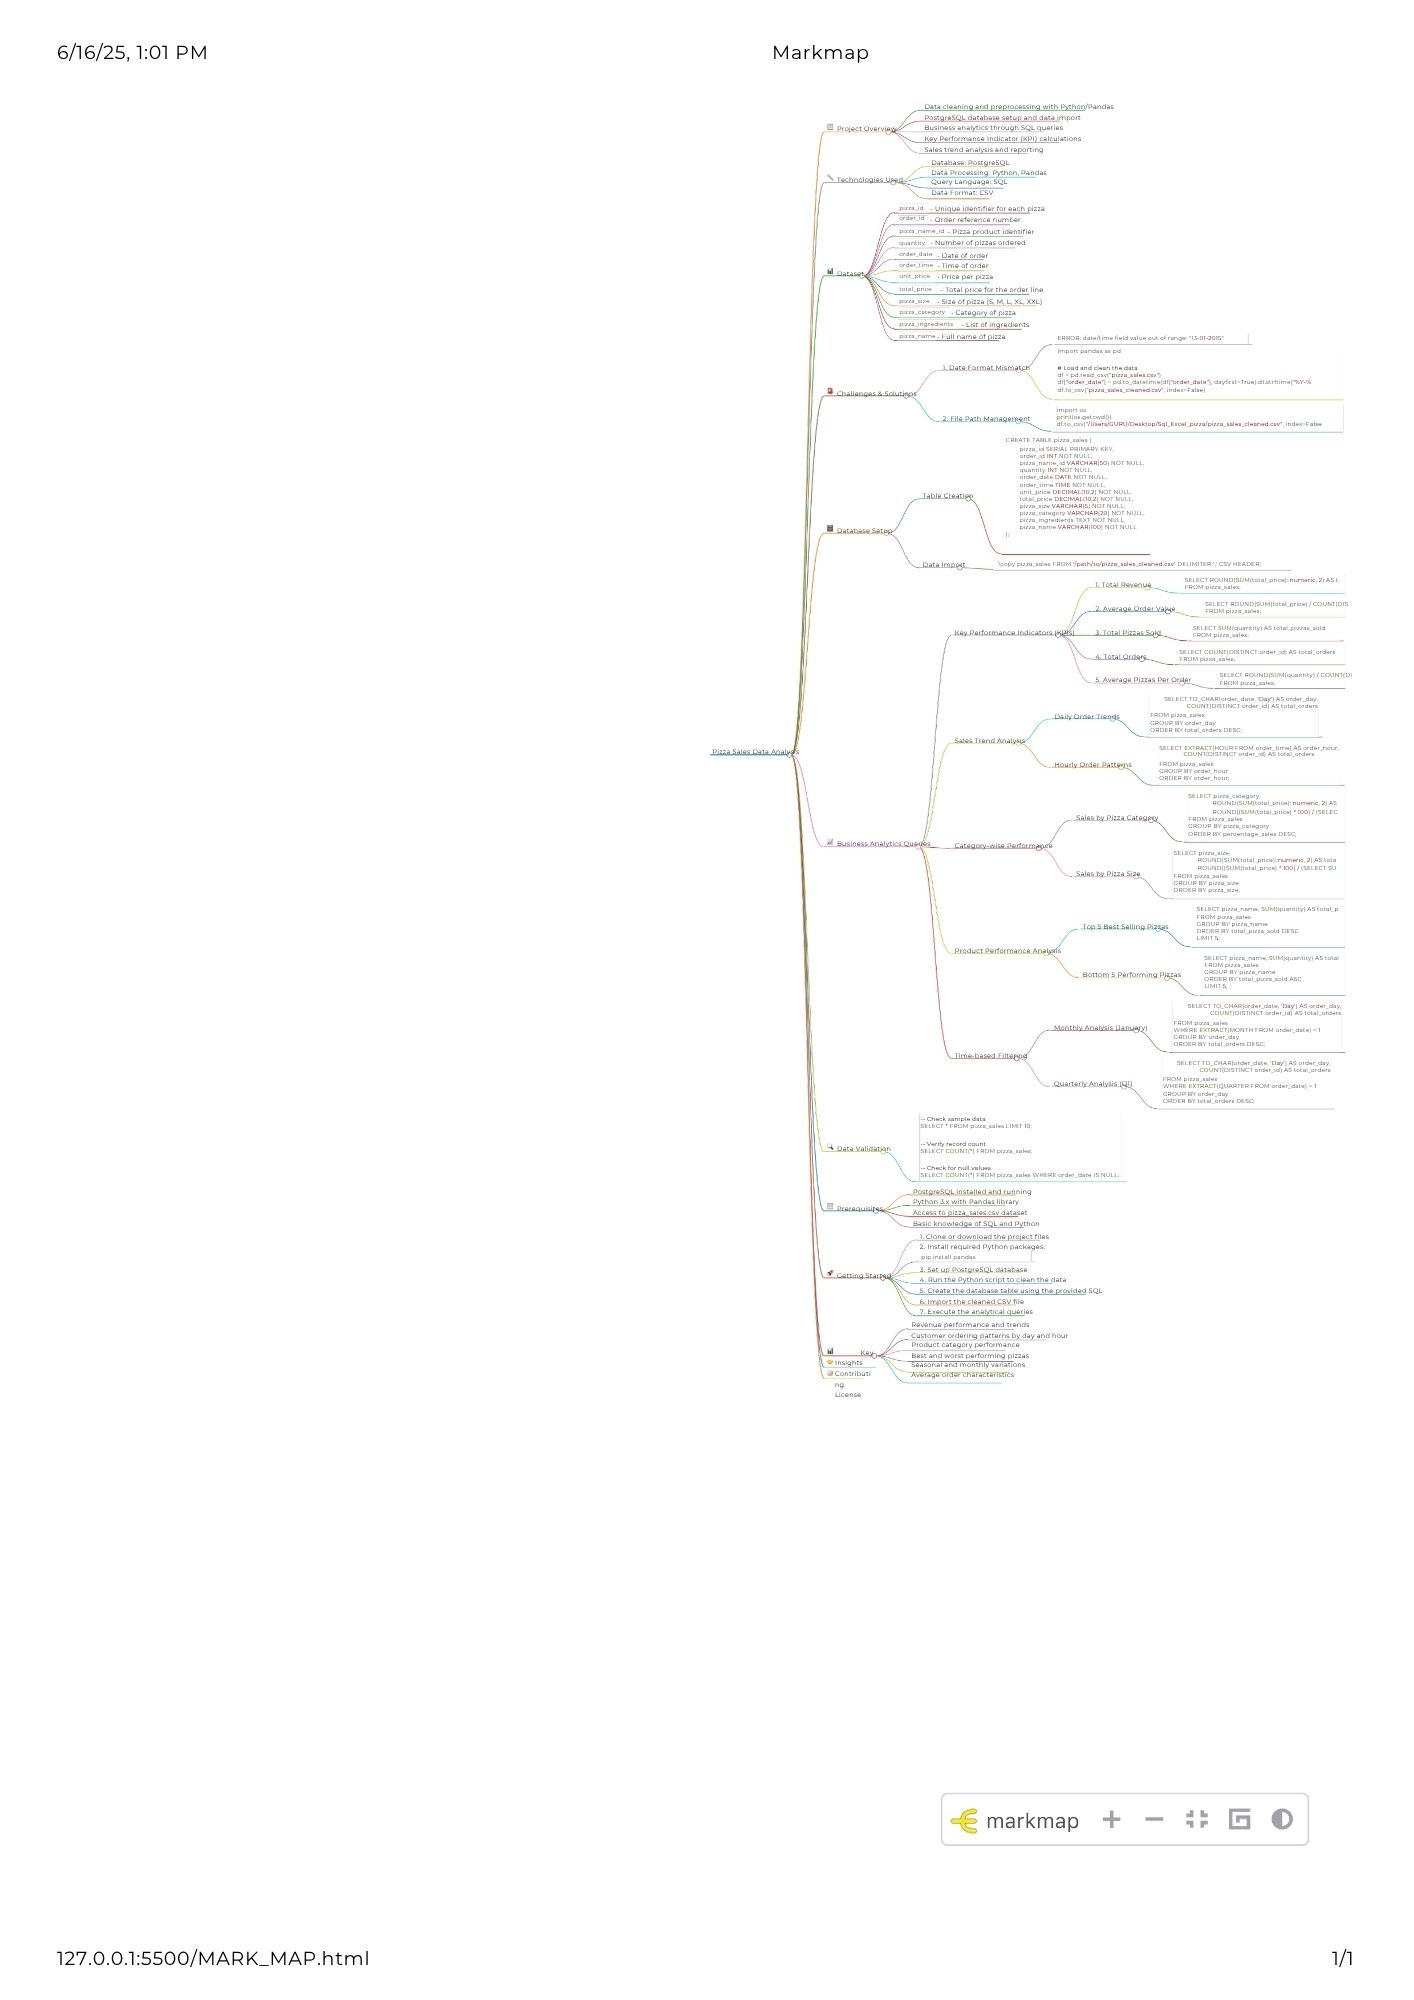 6/16/25, 1:01 PM
Markmap
Data cleaning and preprocessing with Python/Pandas
PostgreSQL database setup and data import
Project Overview
Business analytics through SQL queries
Key Performance Indicator (KPI) calculations
Sales trend analysis and reporting
Database: PostgreSQL
Data Processing: Python, Pandas
Technologies Used
Query Language: SQL
Data Format: CSV
pizza_id - Unique identifier for each pizza
order_id - Order reference number
pizza_name_id - Pizza product identifier
quantity - Number of pizzas ordered
order_date - Date of order
order_time - Time of order
Dataset
unit_price - Price per pizza
total_price - Total price for the order line
pizza_size - Size of pizza (S, M, L, XL, XXL)
pizza_category - Category of pizza
pizza_ingredients - List of ingredients
pizza_name - Full name of pizza
ERROR: date/time field value out of range: "13-01-2015"
import pandas as pd
1. Date Format Mismatch
# Load and clean the data
df = pd.read_csv("pizza_sales.csv")
df["order_date"] = pd.to_datetime(df["order_date"], dayfirst=True).dt.strftime("%Y-%
df.to_csv("pizza_sales_cleaned.csv", index=False)
Challenges & Solutions
2. File Path Management
import os
print(os.getcwd())
df.to_csv("/Users/GURU/Desktop/Sql_Excel_pizza/pizza_sales_cleaned.csv", index=False
CREATE TABLE pizza_sales (
pizza_id SERIAL PRIMARY KEY,
order_id INT NOT NULL,
pizza_name_id VARCHAR(50) NOT NULL,
quantity INT NOT NULL,
order_date DATE NOT NULL,
order_time TIME NOT NULL,
unit_price DECIMAL(10,2) NOT NULL,
total_price DECIMAL(10,2) NOT NULL,
pizza_size VARCHAR(5) NOT NULL,
pizza_category VARCHAR(20) NOT NULL,
pizza_ingredients TEXT NOT NULL,
pizza_name VARCHAR(100) NOT NULL
);
Table Creation
Database Setup
Data Import
\copy pizza_sales FROM '/path/to/pizza_sales_cleaned.csv' DELIMITER ',' CSV HEADER;
1. Total Revenue
SELECT ROUND(SUM(total_price)::numeric, 2) AS t
FROM pizza_sales;
2. Average Order Value
SELECT ROUND(SUM(total_price) / COUNT(DIS
FROM pizza_sales;
Key Performance Indicators (KPIs)
3. Total Pizzas Sold
SELECT SUM(quantity) AS total_pizzas_sold
FROM pizza_sales;
4. Total Orders
SELECT COUNT(DISTINCT order_id) AS total_orders
FROM pizza_sales;
5. Average Pizzas Per Order
SELECT ROUND(SUM(quantity) / COUNT(DI
FROM pizza_sales;
Sales Trend Analysis
Daily Order Trends
SELECT TO_CHAR(order_date, 'Day') AS order_day,
COUNT(DISTINCT order_id) AS total_orders
FROM pizza_sales
GROUP BY order_day
ORDER BY total_orders DESC;
Hourly Order Patterns
SELECT EXTRACT(HOUR FROM order_time) AS order_hour,
COUNT(DISTINCT order_id) AS total_orders
FROM pizza_sales
GROUP BY order_hour
ORDER BY order_hour;
Pizza Sales Data Analysis
Business Analytics Queries
Category-wise Performance
Sales by Pizza Category
SELECT pizza_category,
ROUND(SUM(total_price)::numeric, 2) AS
ROUND((SUM(total_price) * 100) / (SELEC
FROM pizza_sales
GROUP BY pizza_category
ORDER BY percentage_sales DESC;
Sales by Pizza Size
SELECT pizza_size,
ROUND(SUM(total_price)::numeric, 2) AS tota
ROUND((SUM(total_price) * 100) / (SELECT SU
FROM pizza_sales
GROUP BY pizza_size
ORDER BY pizza_size;
Product Performance Analysis
Top 5 Best Selling Pizzas
SELECT pizza_name, SUM(quantity) AS total_p
FROM pizza_sales
GROUP BY pizza_name
ORDER BY total_pizza_sold DESC
LIMIT 5;
Bottom 5 Performing Pizzas
SELECT pizza_name, SUM(quantity) AS total
FROM pizza_sales
GROUP BY pizza_name
ORDER BY total_pizza_sold ASC
LIMIT 5;
Time-based Filtering
Monthly Analysis (January)
SELECT TO_CHAR(order_date, 'Day') AS order_day,
COUNT(DISTINCT order_id) AS total_orders
FROM pizza_sales
WHERE EXTRACT(MONTH FROM order_date) = 1
GROUP BY order_day
ORDER BY total_orders DESC;
Quarterly Analysis (Q1)
SELECT TO_CHAR(order_date, 'Day') AS order_day,
COUNT(DISTINCT order_id) AS total_orders
FROM pizza_sales
WHERE EXTRACT(QUARTER FROM order_date) = 1
GROUP BY order_day
ORDER BY total_orders DESC;
Data Validation
-- Check sample data
SELECT * FROM pizza_sales LIMIT 10;
-- Verify record count
SELECT COUNT(*) FROM pizza_sales;
-- Check for null values
SELECT COUNT(*) FROM pizza_sales WHERE order_date IS NULL;
PostgreSQL installed and running
Python 3.x with Pandas library
Prerequisites
Access to pizza_sales.csv dataset
Basic knowledge of SQL and Python
1. Clone or download the project files
2. Install required Python packages:
pip install pandas
3. Set up PostgreSQL database
Getting Started
4. Run the Python script to clean the data
5. Create the database table using the provided SQL
6. Import the cleaned CSV file
7. Execute the analytical queries
Revenue performance and trends
Customer ordering patterns by day and hour
Product category performance
Key
Best and worst performing pizzas
Insights
Seasonal and monthly variations
Contributi
Average order characteristics
ng
License
markmap
127.0.0.1:5500/MARK_MAP.html
1/1